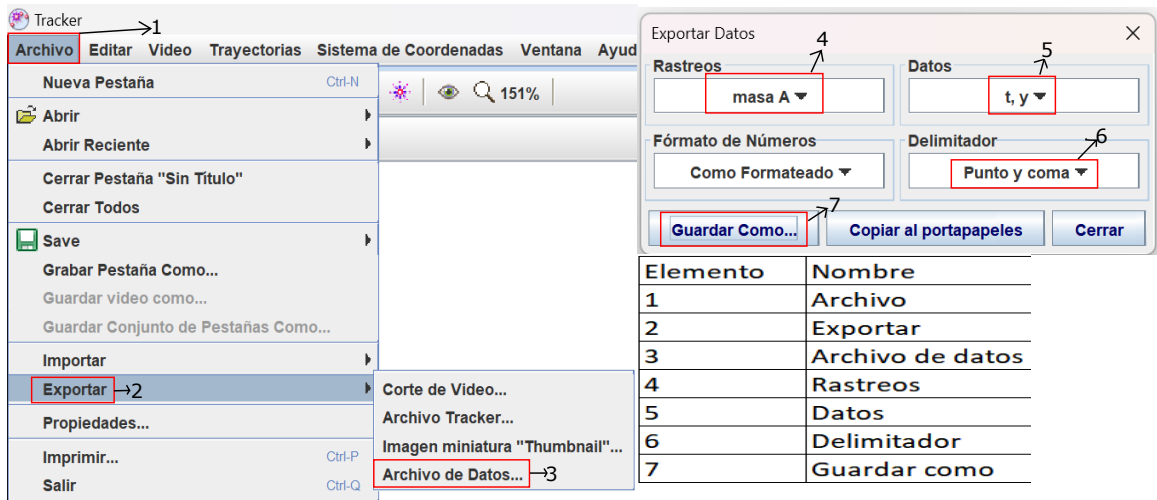 Tracker
1
Archivo Editar Video Trayectorias Sistema de Coordenadas Ventana Ayud
Nueva Pestaña Ctrl-N
151%
Abrir
Abrir Reciente
Cerrar Pestaña "Sin Título"
Cerrar Todos
Save
Grabar Pestaña Como...
Guardar video como...
Guardar Conjunto de Pestañas Como...
Importar
Exportar 2
Propiedades...
Imprimir... Ctrl-P
Salir Ctrl-Q
Corte de Video...
Archivo Tracker...
Imagen miniatura "Thumbnail"...
Archivo de Datos... 3
Exportar Datos
4
5
Rastreos Datos
masa A t, y
Fórmato de Números Delimitador
6
Como Formateado Punto y coma
7
Guardar Como... Copiar al portapapeles Cerrar
Elemento Nombre
1 Archivo
2 Exportar
3 Archivo de datos
4 Rastreos
5 Datos
6 Delimitador
7 Guardar como